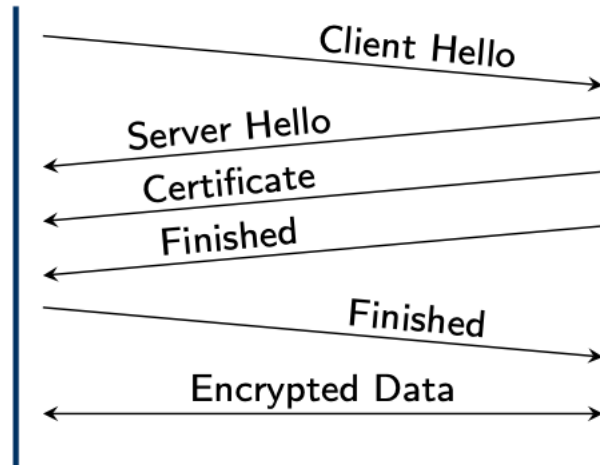 Client Hello
Server Hello
Certificate
Finished
Finished
Encrypted Data